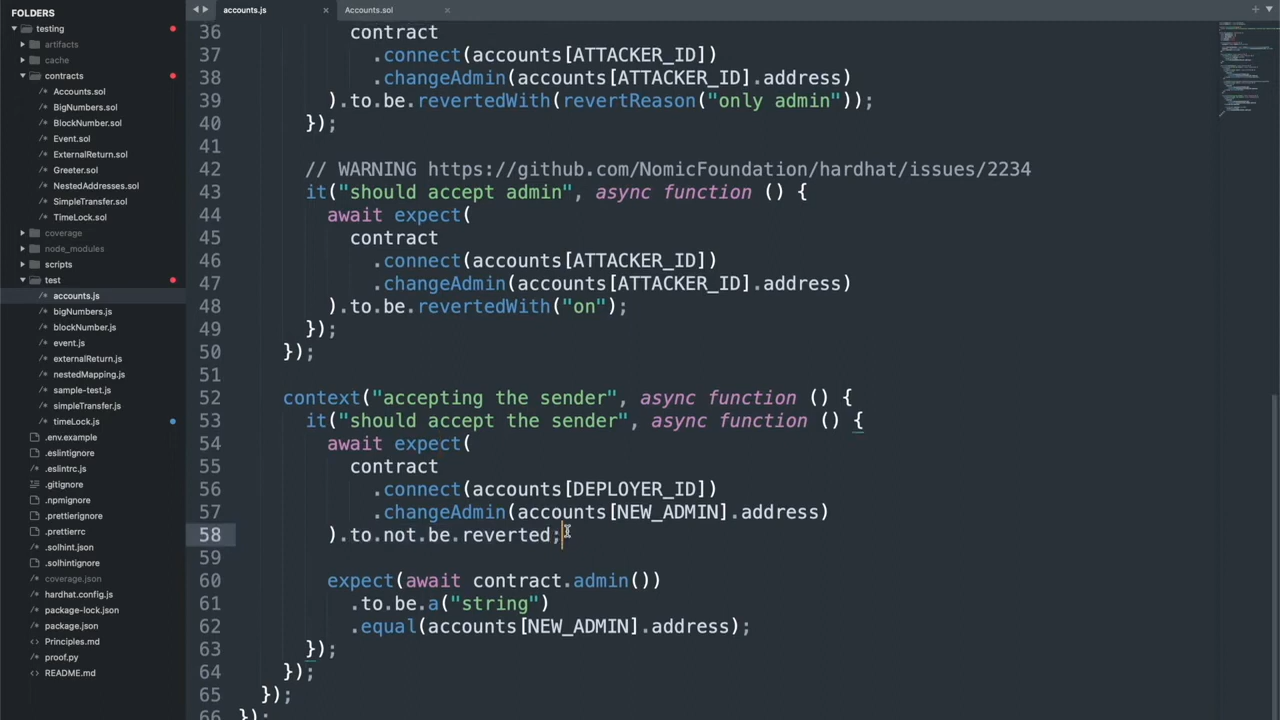 FOLDERS
testing
artifacts
cache
contracts
Accounts.sol
BigNumbers.sol
BlockNumber.sol
Event.sol
ExternalReturn.sol
Greeter.sol
NestedAddresses.sol
SimpleTransfer.sol
TimeLock.sol
coverage
node_modules
scripts
test
accounts.js
bigNumbers.js
blockNumber.js
event.js
externalReturn.js
nestedMapping.js
sample-test.js
simpleTransfer.js
timeLock.js
.env.example
.eslintignore
.eslintrc.js
.gitignore
.npmignore
.prettierignore
.prettierrc
.solhint.json
.solhintignore
coverage.json
hardhat.config.js
package-lock.json
package.json
Principles.md
proof.py
README.md
accounts.js × Accounts.sol ×
36 contract
37 .connect(accounts[ATTACKER_ID])
38 .changeAdmin(accounts[ATTACKER_ID].address)
39 ).to.be.revertedWith(revertReason("only admin"));
40 });
41
42 // WARNING https://github.com/NomicFoundation/hardhat/issues/2234
43 it("should accept admin", async function () {
44 await expect(
45 contract
46 .connect(accounts[ATTACKER_ID])
47 .changeAdmin(accounts[ATTACKER_ID].address)
48 ).to.be.revertedWith("on");
49 });
50 });
51
52 context("accepting the sender", async function () {
53 it("should accept the sender", async function () {
54 await expect(
55 contract
56 .connect(accounts[DEPLOYER_ID])
57 .changeAdmin(accounts[NEW_ADMIN].address)
58 ).to.not.be.reverted;
59
60 expect(await contract.admin())
61 .to.be.a("string")
62 .equal(accounts[NEW_ADMIN].address);
63 });
64 });
65 });
66 });